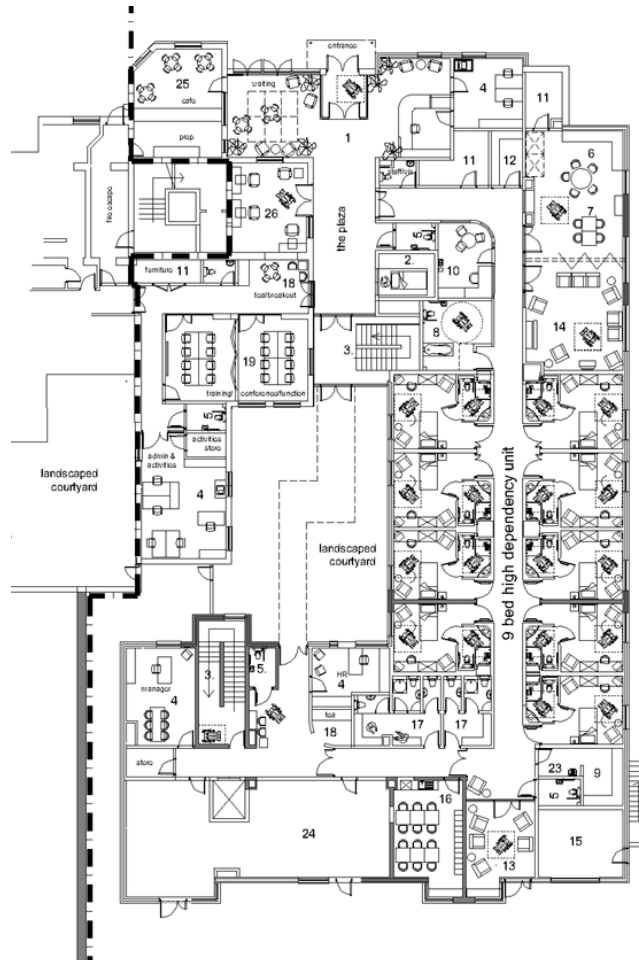 entrance
waiting
25
cafe
prop
1
4
11
11
12
6
7
fire escape
26
the plaza
5
2.
10
furniture 11
18
tea/breakout
8
14
3.
19
training/
conference/function
5
activities
store
admin &
activities
4
landscaped
courtyard
landscaped
courtyard
9 bed high dependency unit
3.
5.
HR
4
manager
4
tea
18
17
17
store
23
9
5
16
24
13
15